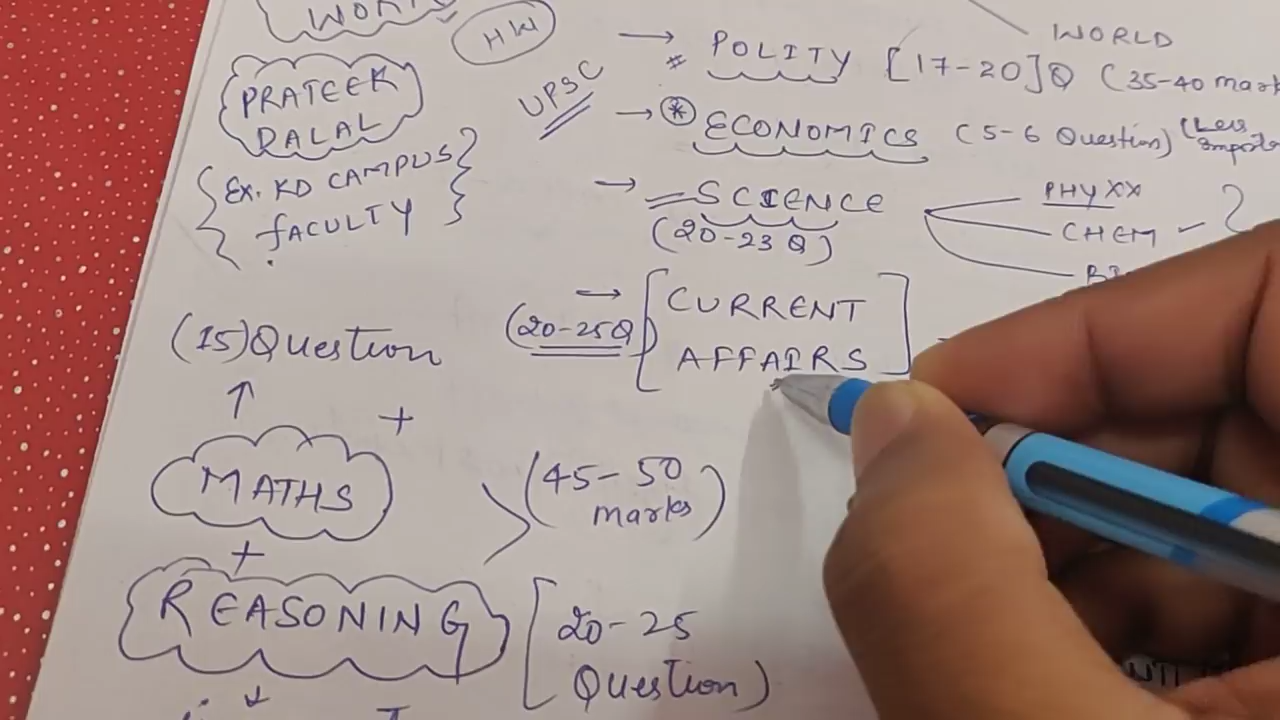 HW
PRATEEK
DALAL
Ex. KD CAMPUS
FACULTY
UPSC
WORLD
→ * POLITY [17-20]Q (35-40 mark
→ * ECONOMICS (5-6 Question) (Less
→ SCIENCE
(20-23 Q)
PHY XX
CHEM
→ (20-25Q) [CURRENT
AFFAIRS]
(15)Question
↑
+
MATHS
(45-50
marks)
+
REASONING
[20-25
Question)